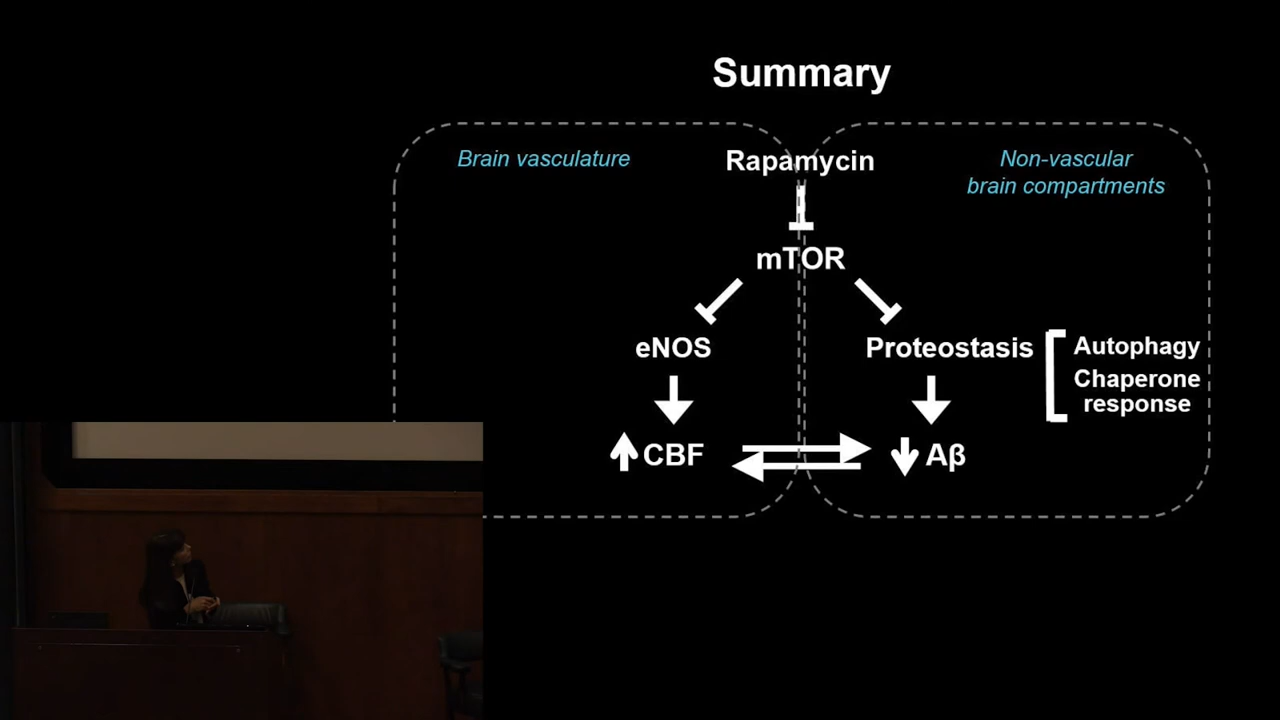 Summary
Brain vasculature
Rapamycin
Non-vascular
brain compartments
mTOR
eNOS
Proteostasis
Autophagy
Chaperone
response
CBF
Aβ